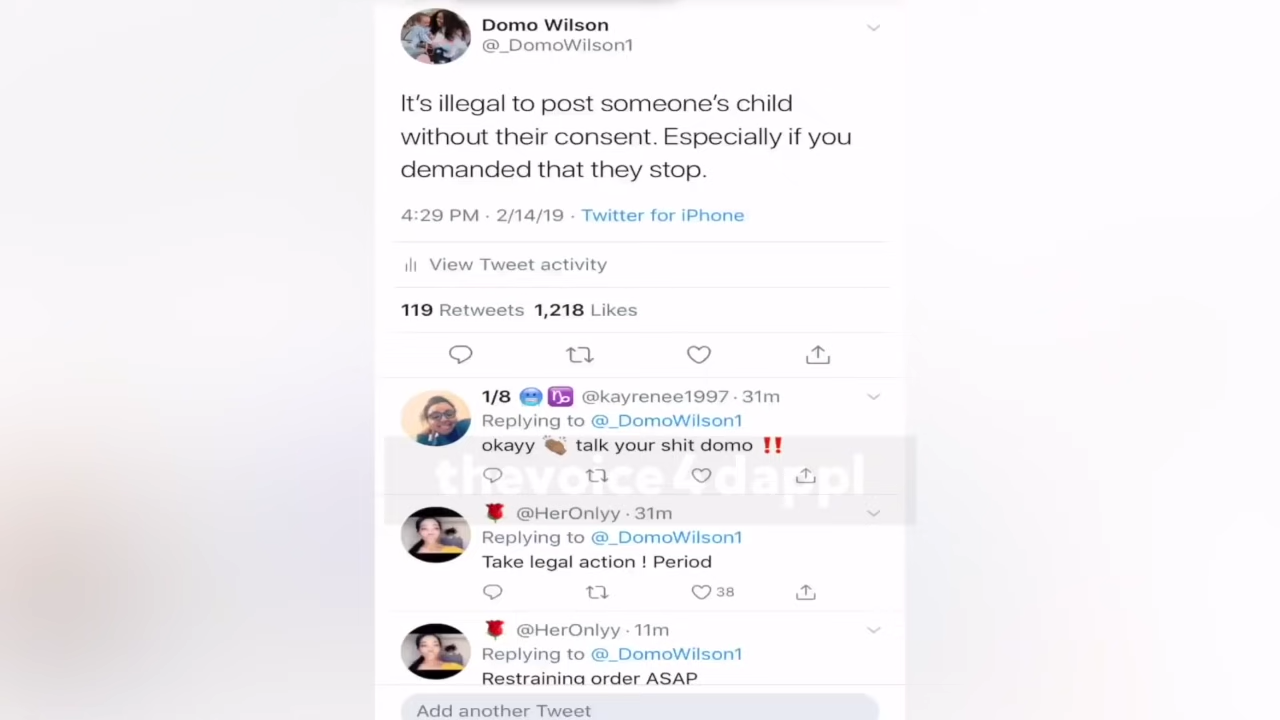 Domo Wilson
@_DomoWilson1
It's illegal to post someone's child
without their consent. Especially if you
demanded that they stop.
4:29 PM · 2/14/19 · Twitter for iPhone
View Tweet activity
119 Retweets 1,218 Likes
1/8 🥶 ♑ @kayrenee1997 · 31m
Replying to @_DomoWilson1
okayy 👏🏾 talk your shit domo ‼️
thevoice4dappl
🌹 @HerOnlyy · 31m
Replying to @_DomoWilson1
Take legal action ! Period
38
🌹 @HerOnlyy · 11m
Replying to @_DomoWilson1
Restraining order ASAP
Add another Tweet